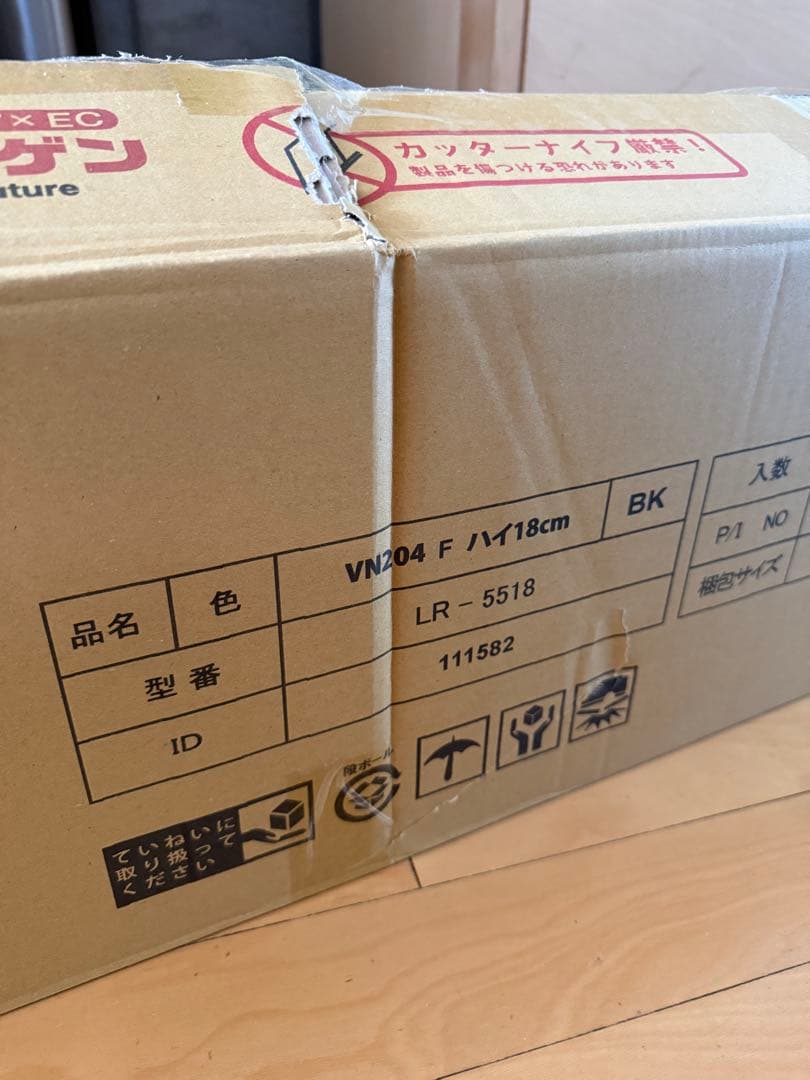 × EC
ゲン
uture
カッターナイフ厳禁!
製品を傷つける恐れがあります
品名 色 VN204 F ハイ18cm BK
型番 LR-5518
ID 111582
入数
P/I NO
梱包サイズ
段ボール
ていねいに
取り扱って
ください